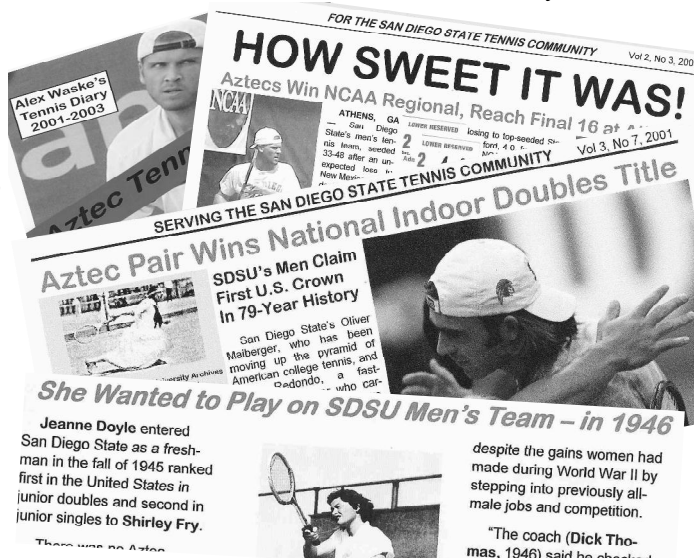 Alex Waske's
Tennis Diary
2001-2003
Aztec Tenn
FOR THE SAN DIEGO STATE TENNIS COMMUNITY
Vol 2, No 3, 200
HOW SWEET IT WAS!
Aztecs Win NCAA Regional, Reach Final 16 at
NCAA
ATHENS, GA
— San Diego
State's men's ten-
nis team, seeded
33-48 after an un-
expected loss to
New Mexi
LOWER RESERVED
LOWER RESERVED
losing to top-seeded
ford, 4-0
SERVING THE SAN DIEGO STATE TENNIS COMMUNITY
Vol 3, No 7, 2001
Aztec Pair Wins National Indoor Doubles Title
SDSU's Men Claim
First U.S. Crown
In 79-Year History
San Diego State's Oliver
Maiberger, who has been
moving up the pyramid of
American college tennis, and
Redondo, a fast-
who car-
versity Archives
She Wanted to Play on SDSU Men's Team – in 1946
Jeanne Doyle entered
San Diego State as a fresh-
man in the fall of 1945 ranked
first in the United States in
junior doubles and second in
junior singles to Shirley Fry.
There was no Aztec
despite the gains women had
made during World War II by
stepping into previously all-
male jobs and competition.
"The coach (Dick Tho-
mas, 1946) said he checked